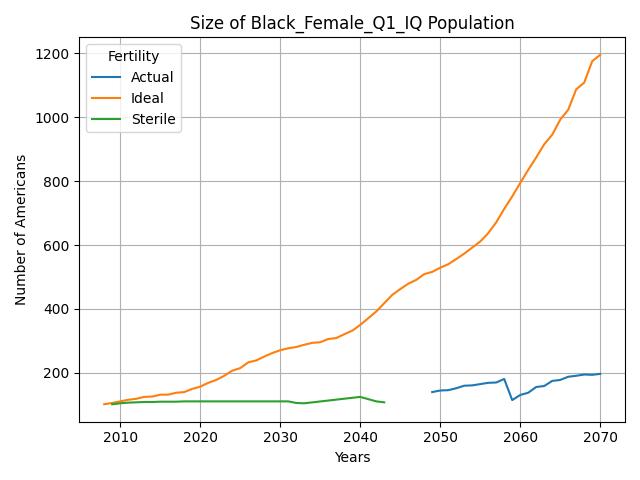 Size of Black_Female_Q1_IQ Population
Fertility
Actual
Ideal
Sterile
1200
1000
800
600
400
200
Number of Americans
2010
2020
2030
2040
2050
2060
2070
Years